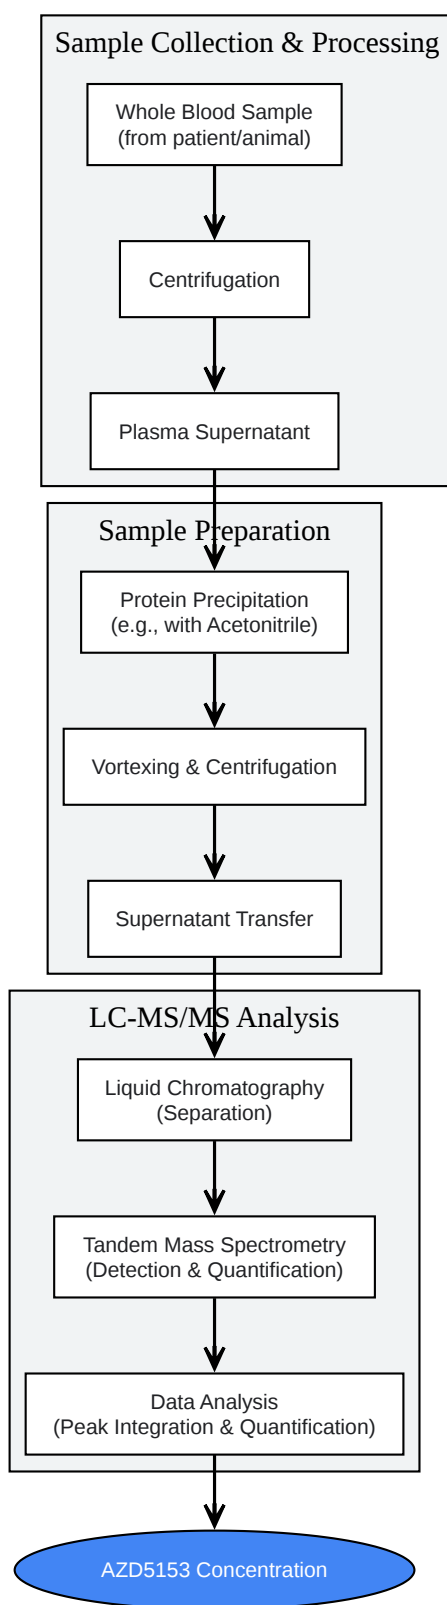 Sample Collection & Processing
Whole Blood Sample
(from patient/animal)
Centrifugation
Plasma Supernatant
Sample Preparation
Protein Precipitation
(e.g., with Acetonitrile)
Vortexing & Centrifugation
Supernatant Transfer
LC-MS/MS Analysis
Liquid Chromatography
(Separation)
Tandem Mass Spectrometry
(Detection & Quantification)
Data Analysis
(Peak Integration & Quantification)
AZD5153 Concentration